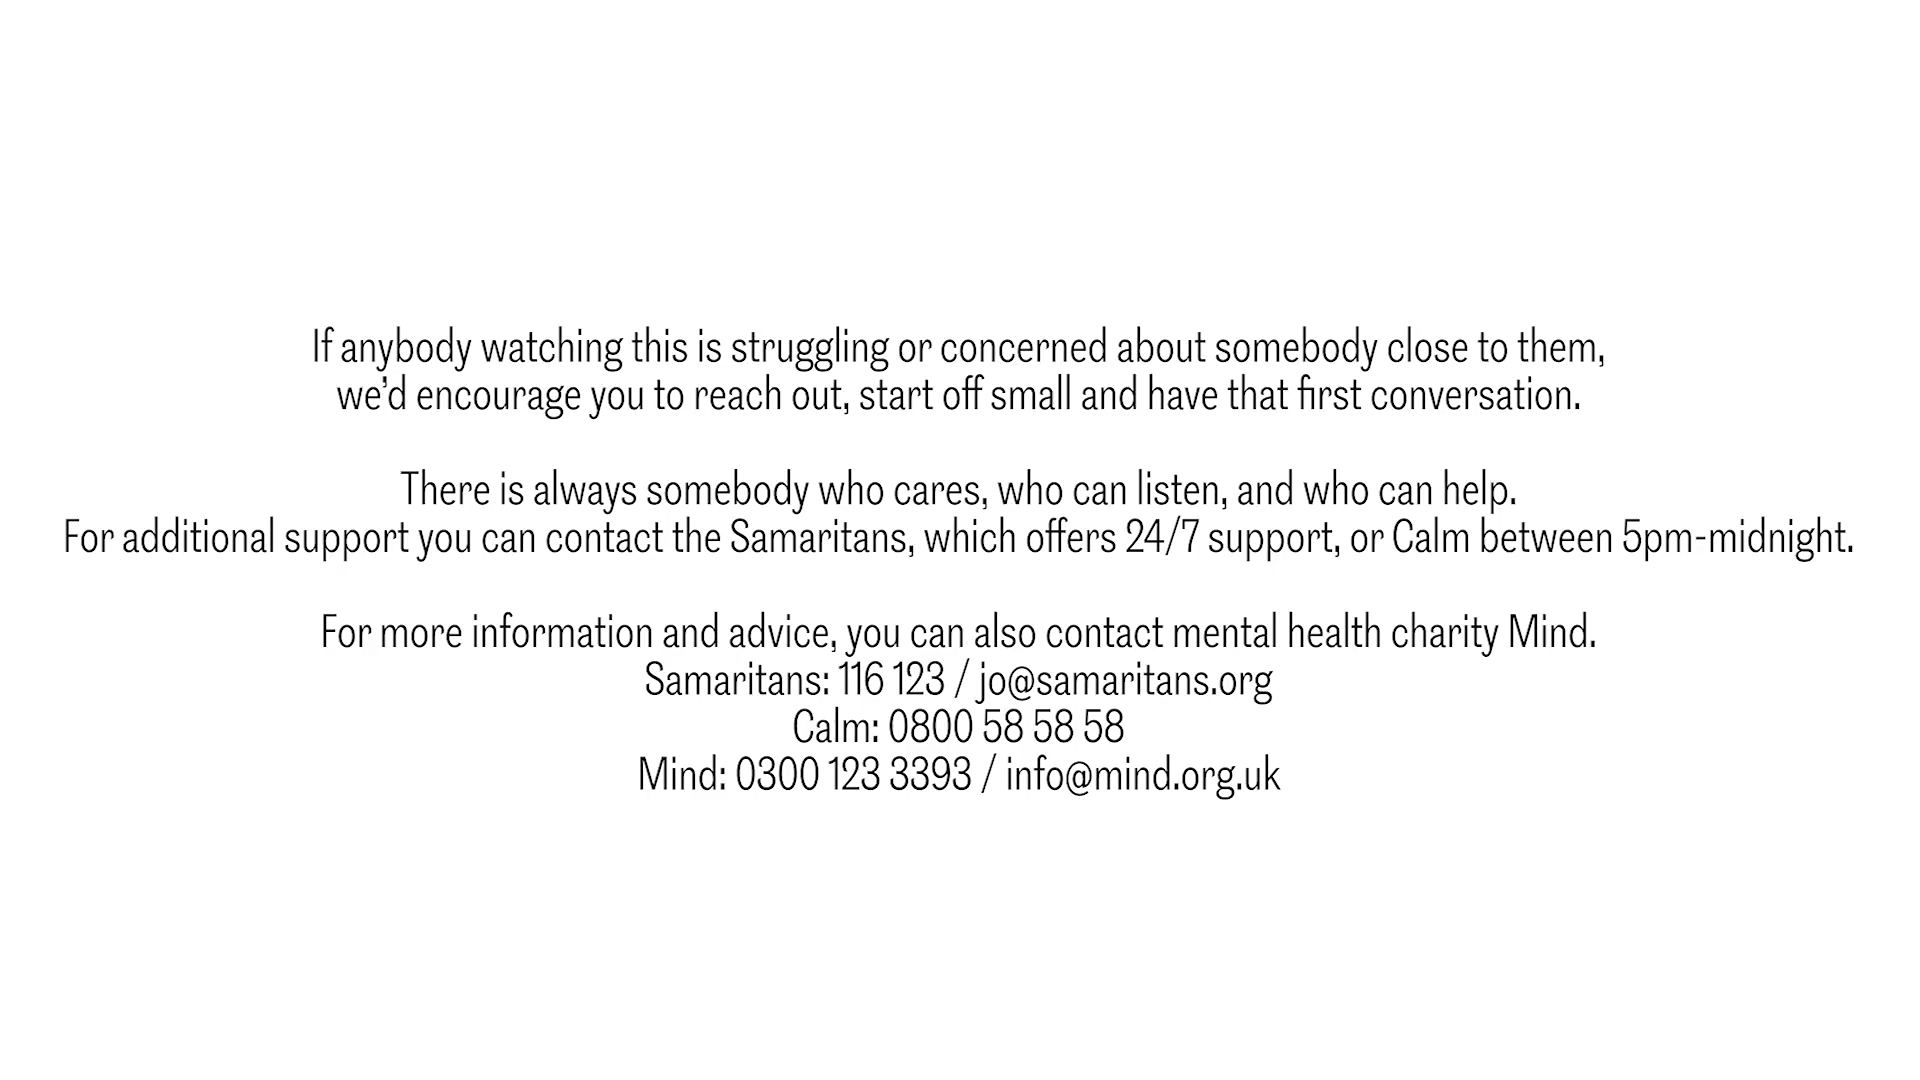 If anybody watching this is struggling or concerned about somebody close to them,
we'd encourage you to reach out, start off small and have that first conversation.
There is always somebody who cares, who can listen, and who can help.
For additional support you can contact the Samaritans, which offers 24/7 support, or Calm between 5pm-midnight.
For more information and advice, you can also contact mental health charity Mind.
Samaritans: 116 123 / jo@samaritans.org
Calm: 0800 58 58 58
Mind: 0300 123 3393 / info@mind.org.uk